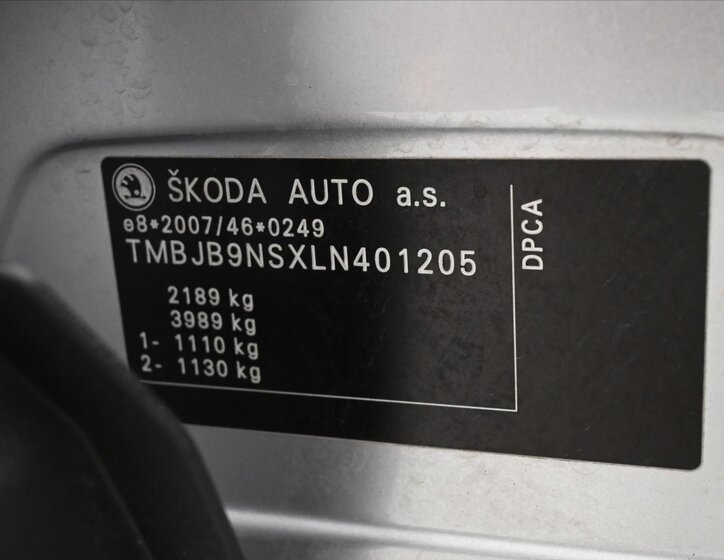 ŠKODA AUTO a.s.
e8*2007/46*0249
TMBJB9NSXLN401205
2189 kg
3989 kg
1- 1110 kg
2- 1130 kg
DPCA